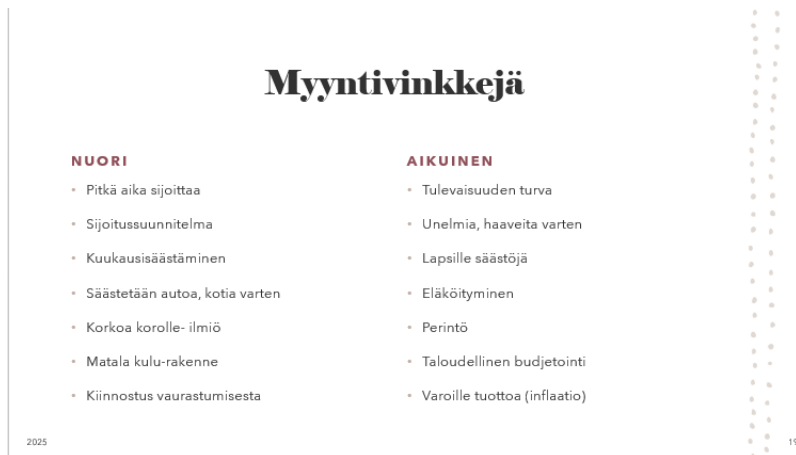 Myyntivinkkejä
NUORI
• Pitkä aika sijoittaa
• Sijoitussuunnitelma
• Kuukausisäästäminen
• Säästetään autoa, kotia varten
• Korkoa korolle- ilmiö
• Matala kulu-rakenne
• Kiinnostus vaurastumisesta
AIKUINEN
• Tulevaisuuden turva
• Unelmia, haaveita varten
• Lapsille säästöjä
• Eläköityminen
• Perintö
• Taloudellinen budjetointi
• Varoille tuottoa (inflaatio)
2025
19